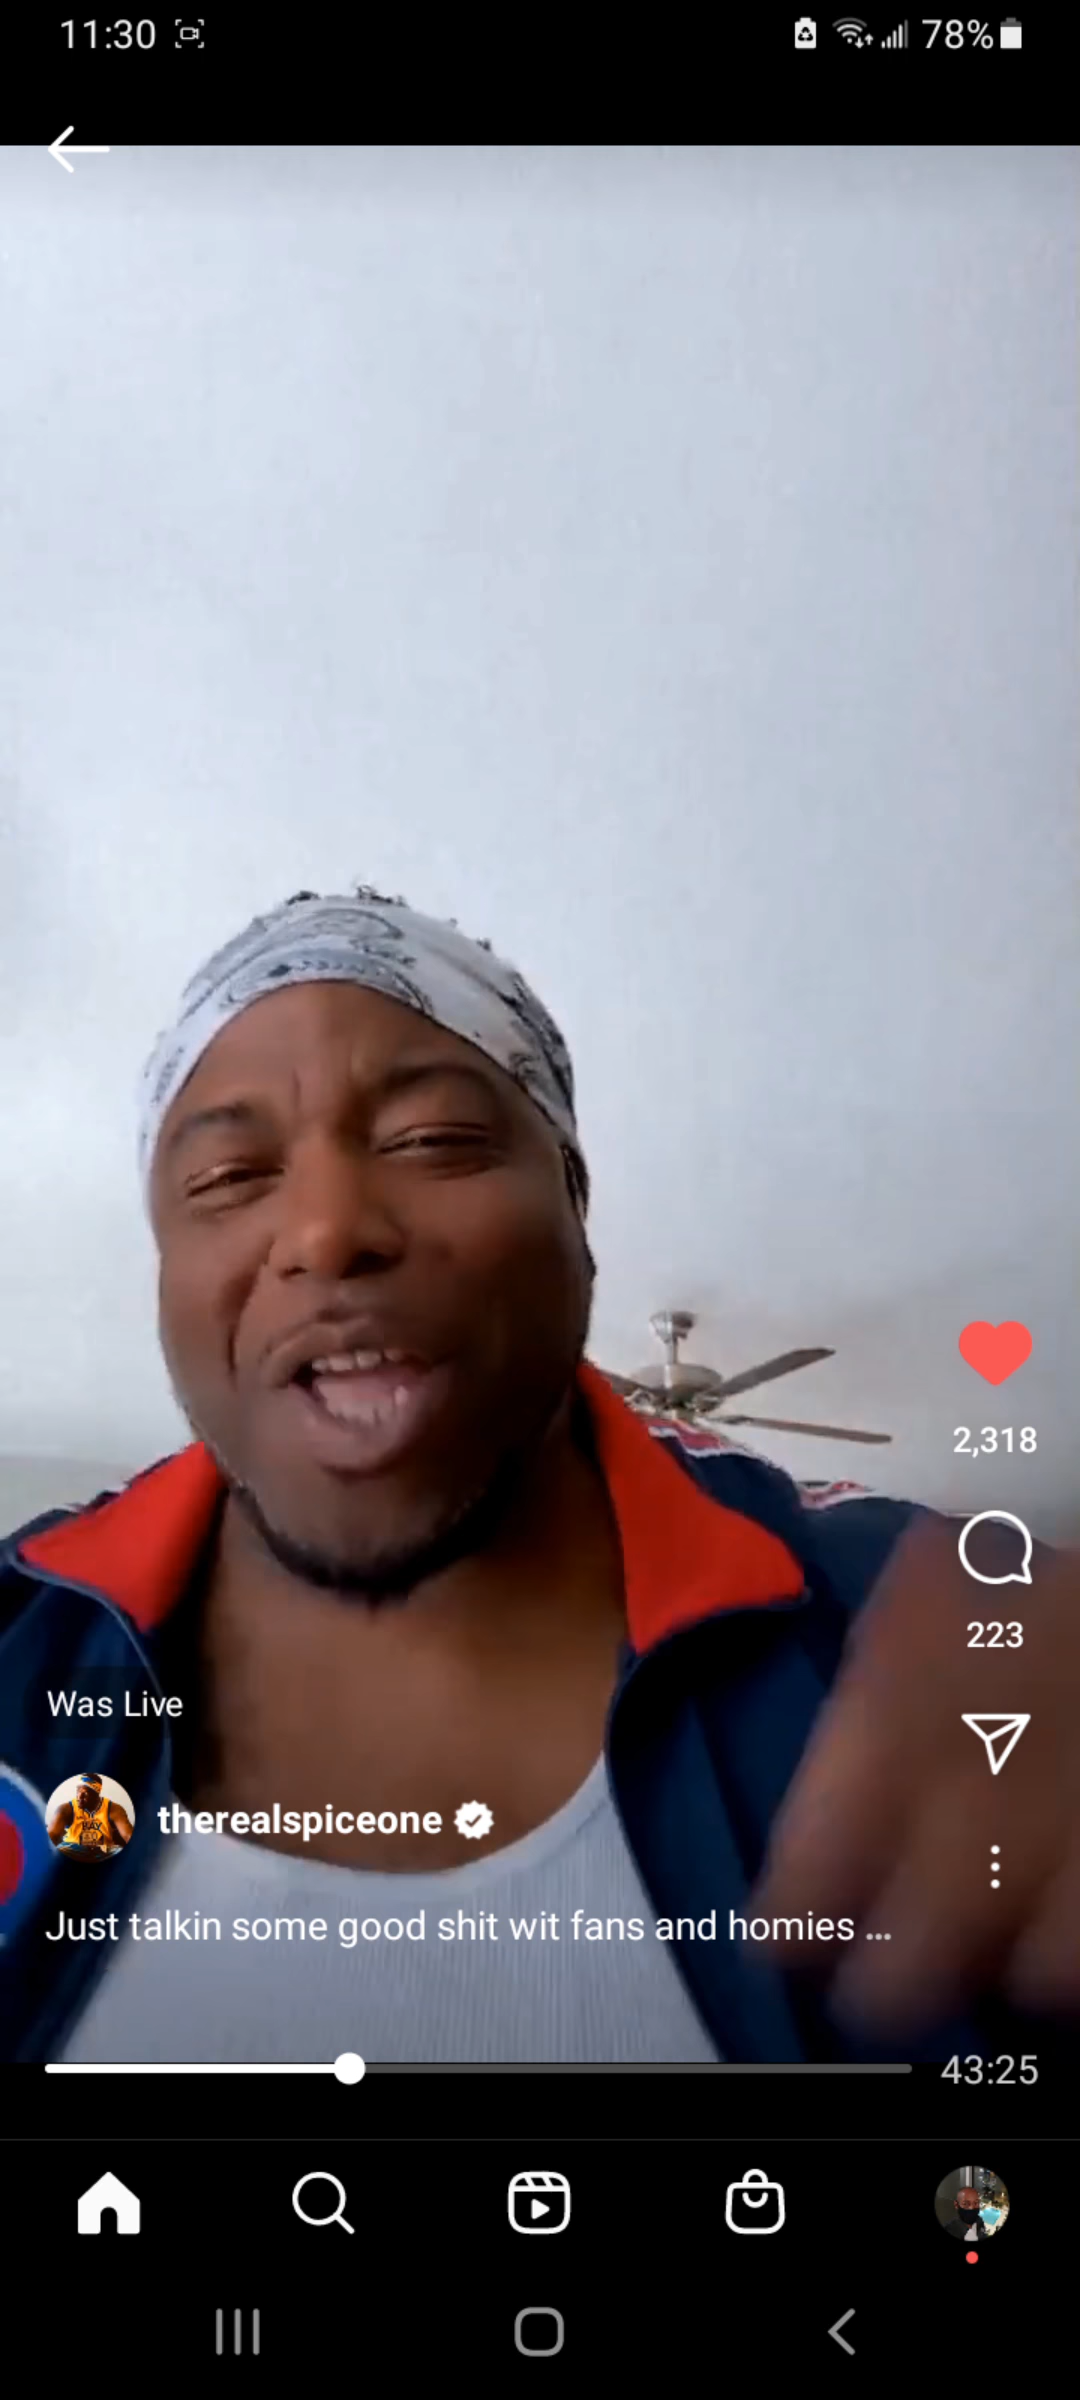 11:30
78%
2,318
223
Was Live
therealspiceone
Just talkin some good shit wit fans and homies ...
43:25